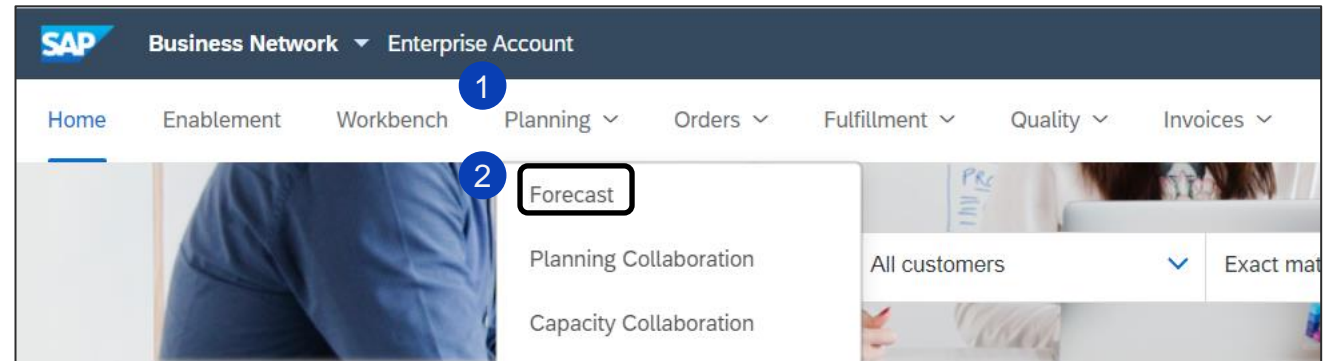 SAP Business Network Enterprise Account
1
Home Enablement Workbench Planning Orders Fulfillment Quality Invoices
2
Forecast
Planning Collaboration
All customers Exact mat
Capacity Collaboration